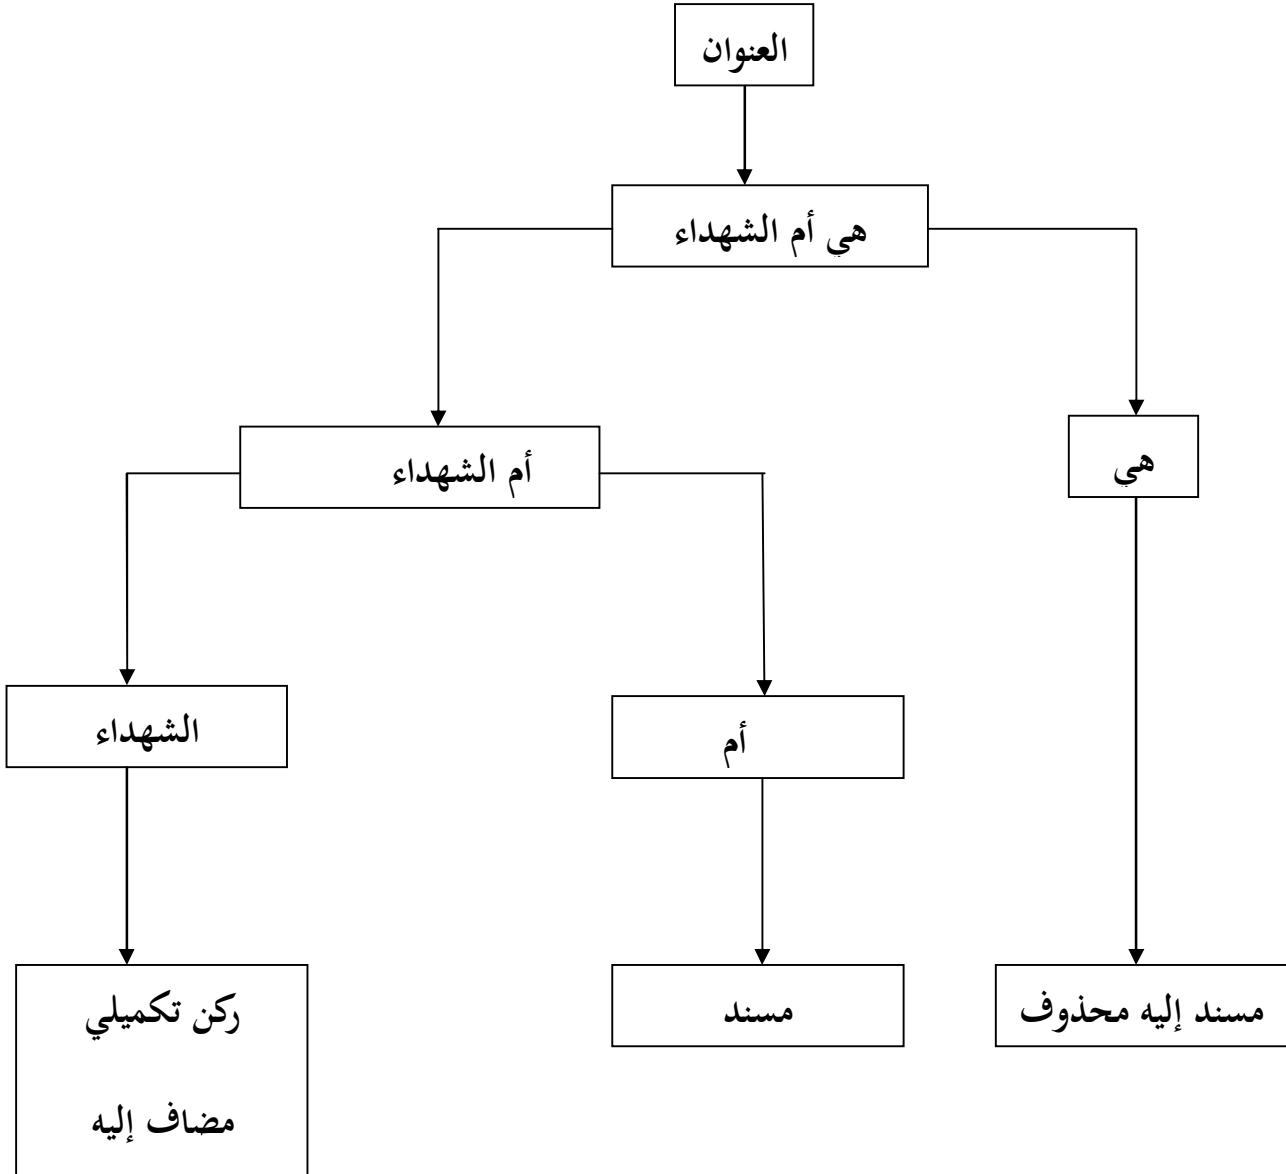 العنوان
هي أم الشهداء
هي
أم الشهداء
أم
الشهداء
مسند إليه محذوف
مسند
ركن تكميلي
مضاف إليه